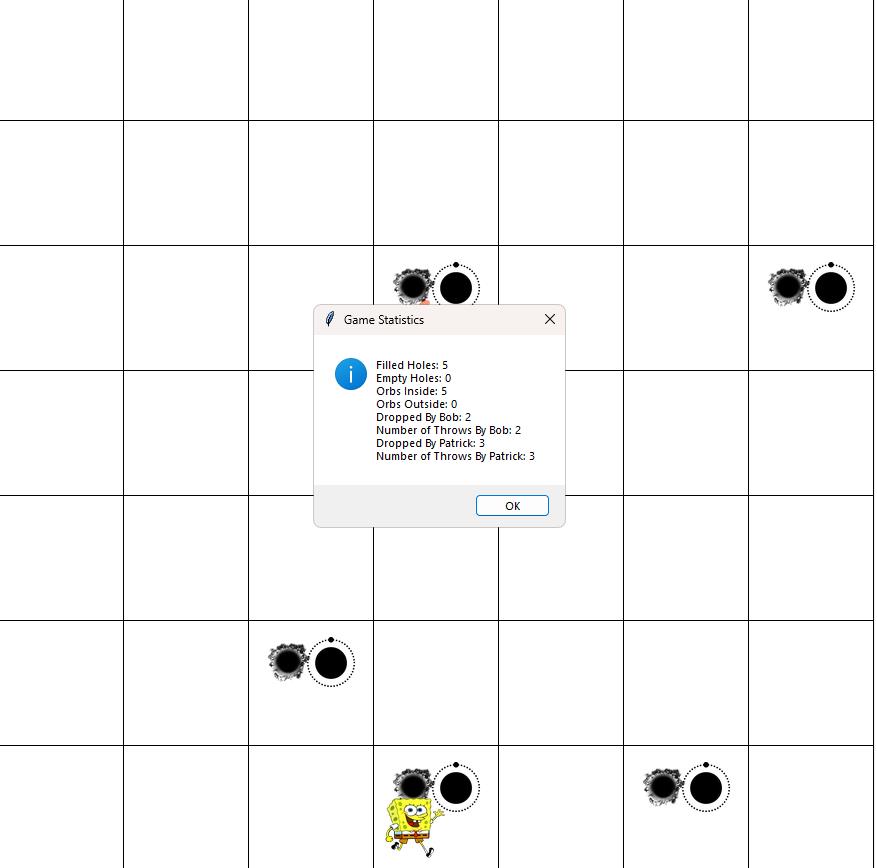 Game Statistics
Filled Holes: 5
Empty Holes: 0
Orbs Inside: 5
Orbs Outside: 0
Dropped By Bob: 2
Number of Throws By Bob: 2
Dropped By Patrick: 3
Number of Throws By Patrick: 3
OK